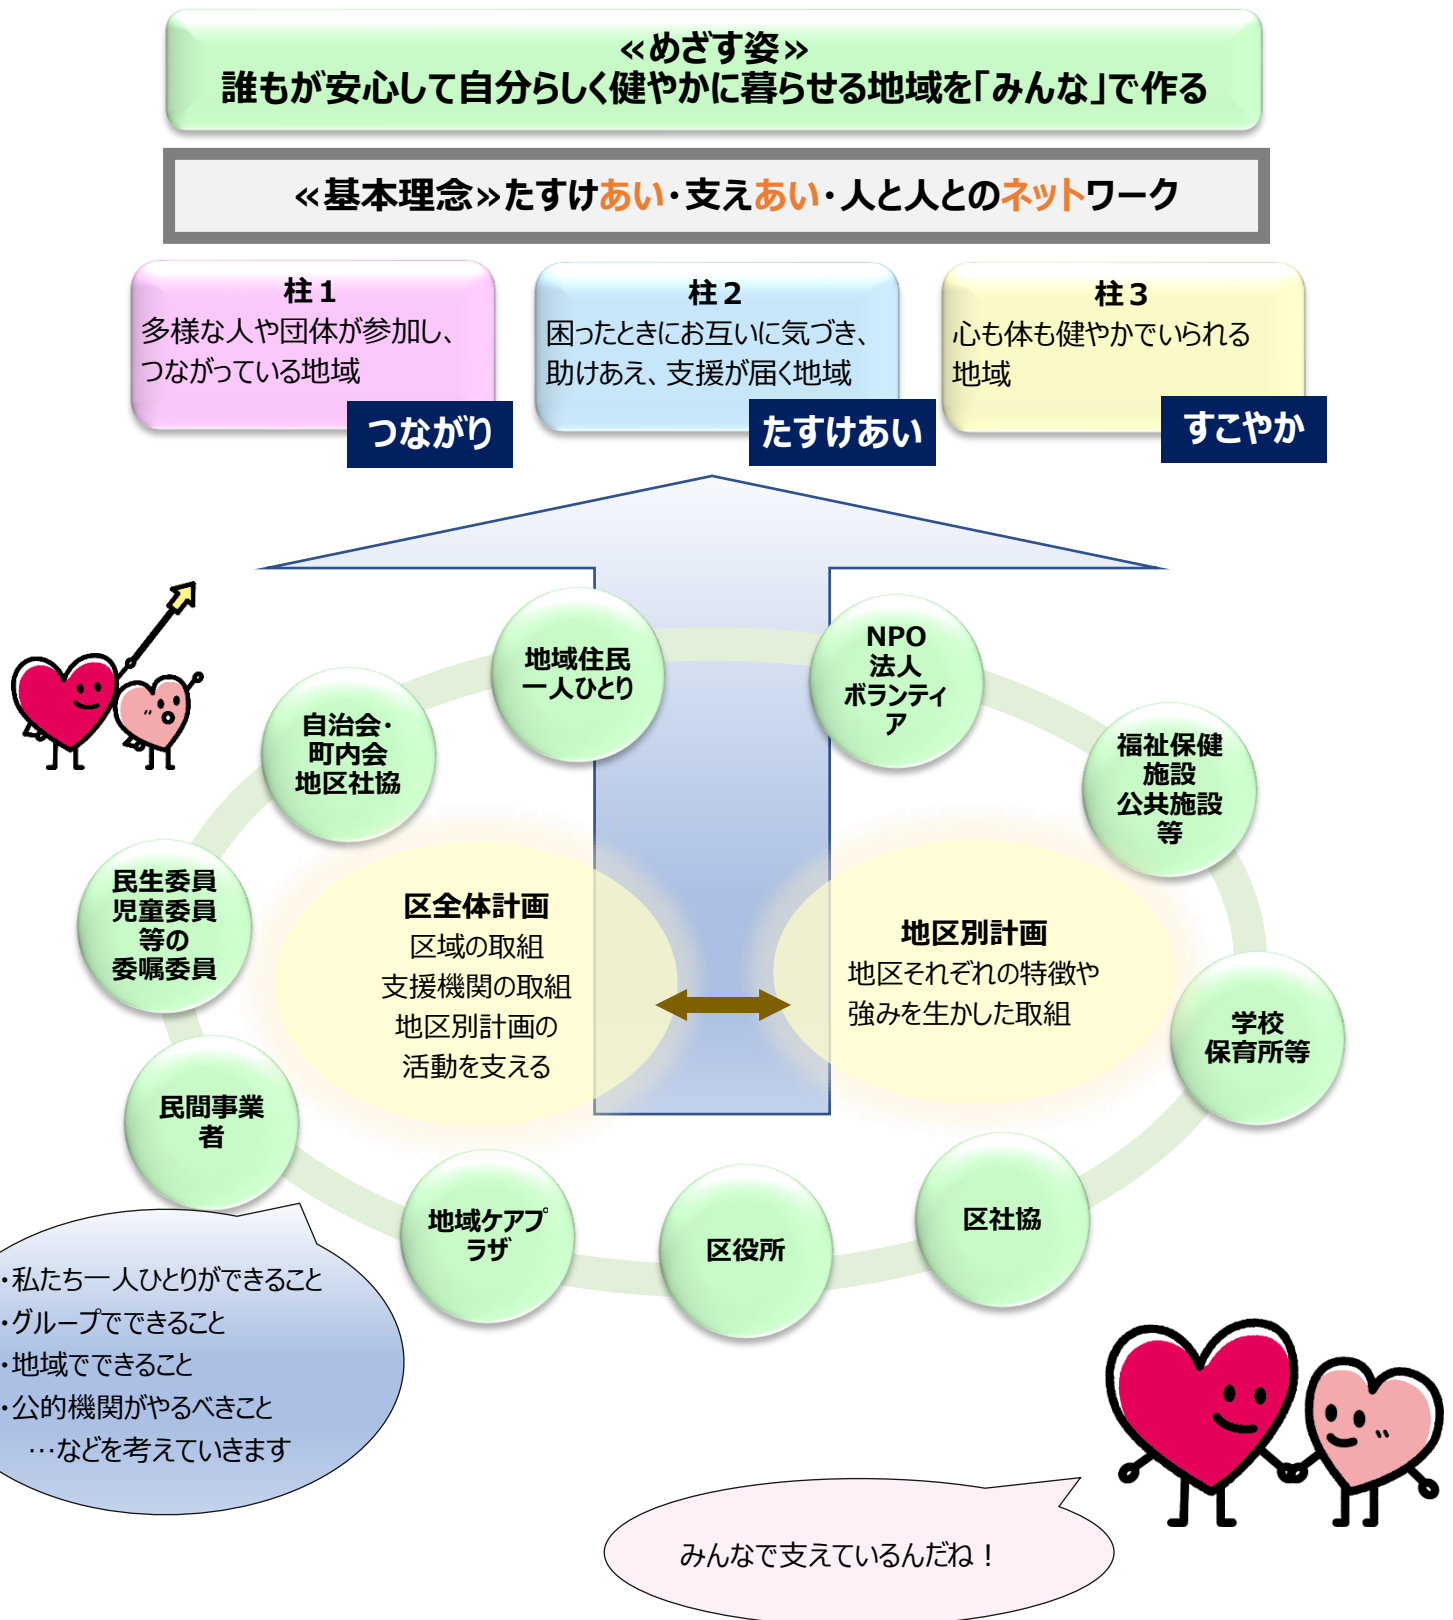 ≪めざす姿≫
誰もが安心して自分らしく健やかに暮らせる地域を「みんな」で作る
≪基本理念≫たすけあい・支えあい・人と人とのネットワーク
柱１
多様な人や団体が参加し、
つながっている地域
つながり
柱２
困ったときにお互いに気づき、
助けあえ、支援が届く地域
たすけあい
柱３
心も体も健やかでいられる
地域
すこやか
地域住民
一人ひとり
NPO
法人
ボランティ
ア
自治会・
町内会
地区社協
福祉保健
施設
公共施設
等
民生委員
児童委員
等の
委嘱委員
区全体計画
区域の取組
支援機関の取組
地区別計画の
活動を支える
地区別計画
地区それぞれの特徴や
強みを生かした取組
学校
保育所等
民間事業
者
地域ケアプ
ラザ
区役所
区社協
・私たち一人ひとりができること
・グループでできること
・地域でできること
・公的機関がやるべきこと
…などを考えていきます
みんなで支えているんだね！